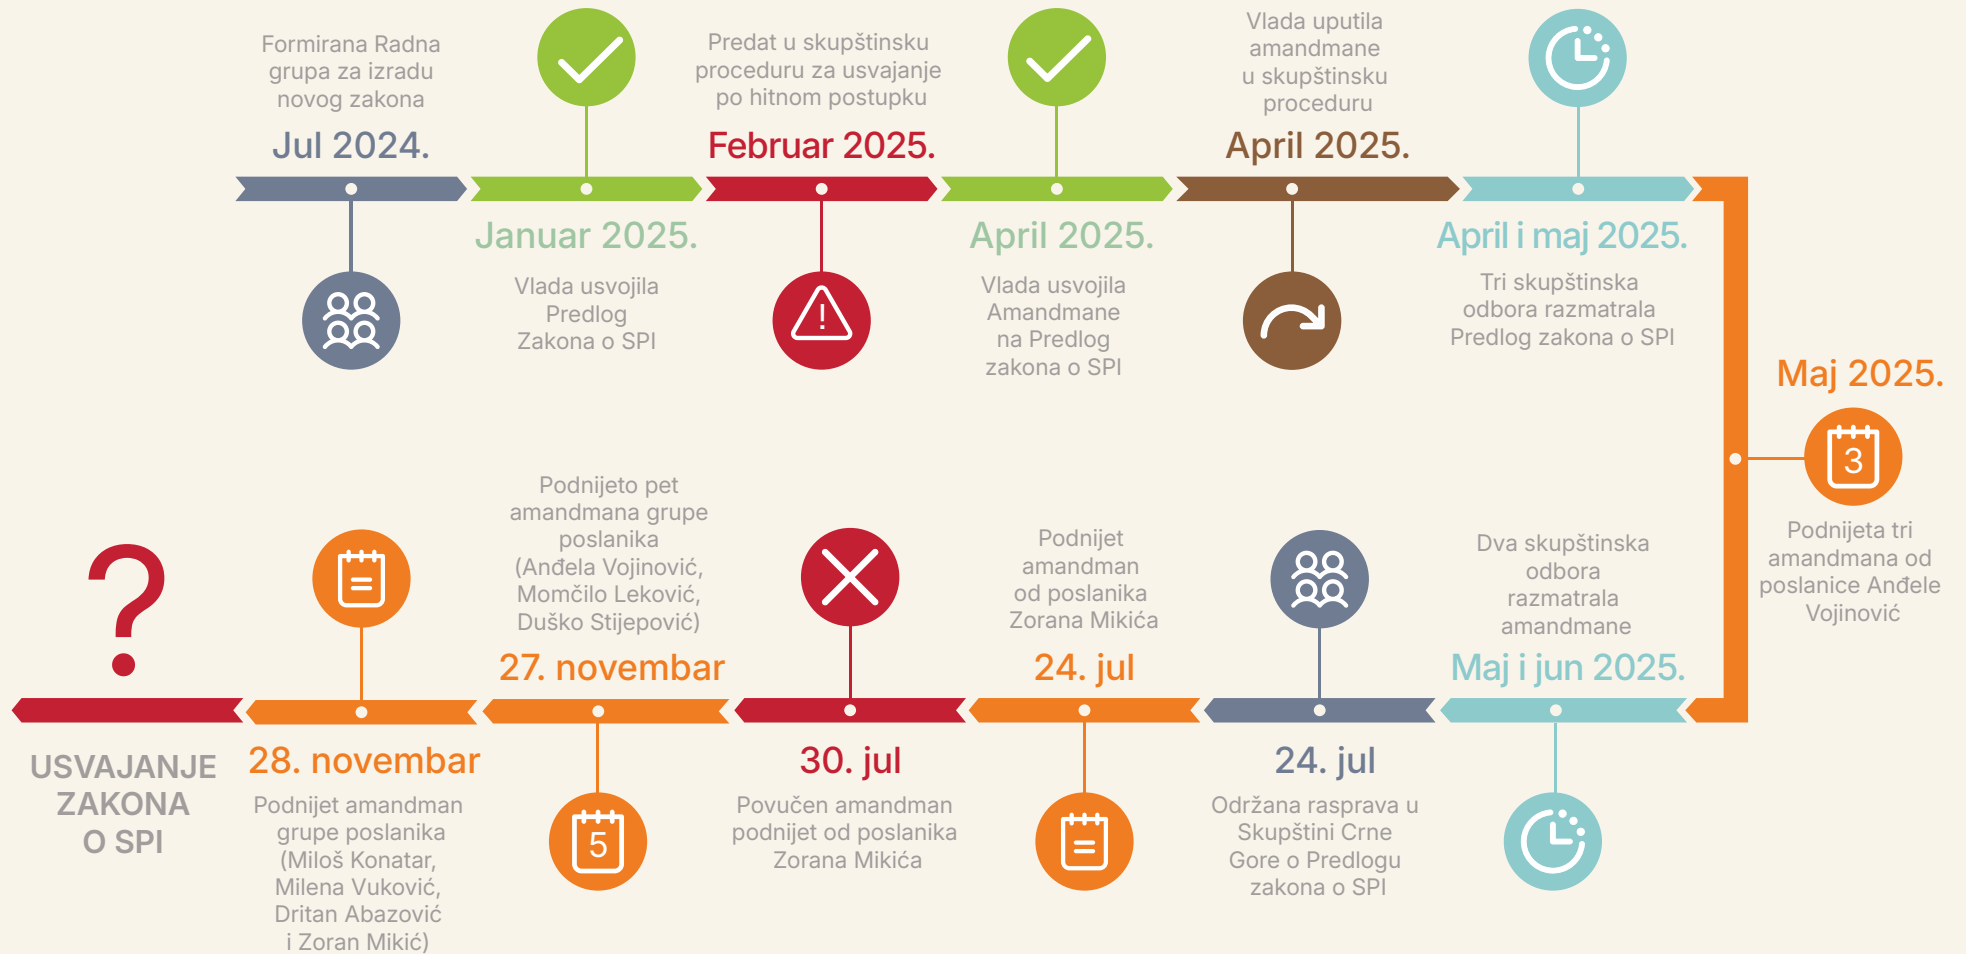 Formirana Radna
grupa za izradu
novog zakona
Jul 2024.
Januar 2025.
Vlada usvojila
Predlog
Zakona o SPI
Predat u skupštinsku
proceduru za usvajanje
po hitnom postupku
Februar 2025.
!
April 2025.
Vlada usvojila
Amandmane
na Predlog
zakona o SPI
Vlada uputila
amandmane
u skupštinsku
proceduru
April 2025.
April i maj 2025.
Tri skupštinska
odbora razmatrala
Predlog zakona o SPI
Maj 2025.
3
Podnijeta tri
amandmana od
poslanice Anđele
Vojinović
Dva skupštinska
odbora
razmatrala
amandmane
Maj i jun 2025.
24. jul
Održana rasprava u
Skupštini Crne
Gore o Predlogu
zakona o SPI
Podnijet
amandman
od poslanika
Zorana Mikića
24. jul
30. jul
Povučen amandman
podnijet od poslanika
Zorana Mikića
Podnijeto pet
amandmana grupe
poslanika
(Anđela Vojinović,
Momčilo Leković,
Duško Stijepović)
27. novembar
5
28. novembar
Podnijet amandman
grupe poslanika
(Miloš Konatar,
Milena Vuković,
Dritan Abazović
i Zoran Mikić)
?
USVAJANJE
ZAKONA
O SPI